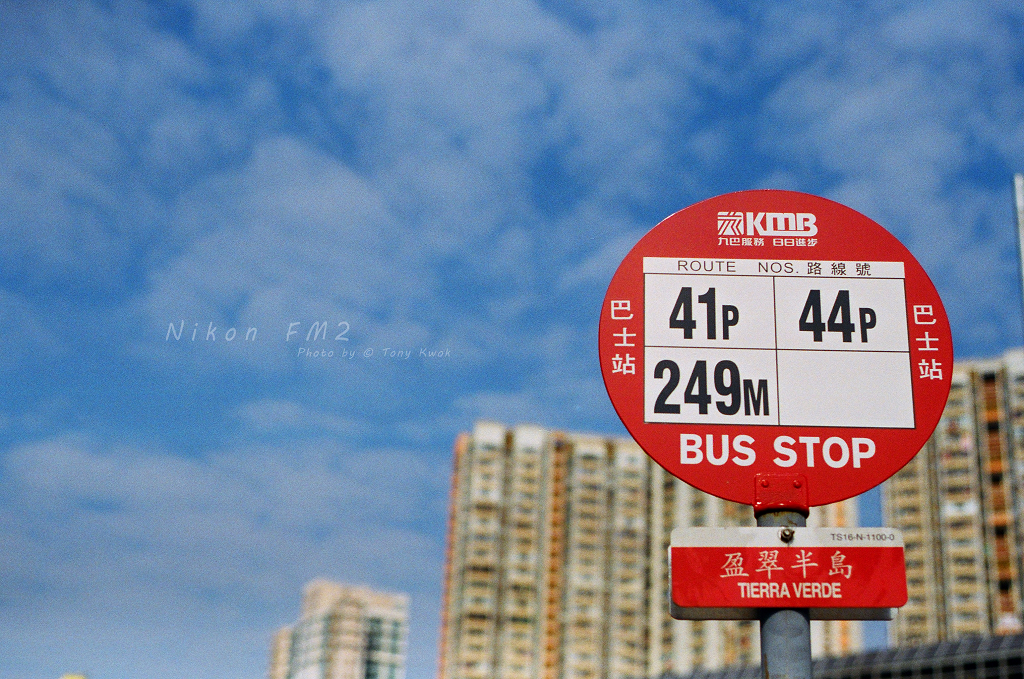 Nikon FM2
Photo by © Tony Kwok
KMB
九巴服務 日日進步
ROUTE NOS. 路線號
巴士站
41P 44P
249M
巴士站
BUS STOP
TS16-N-1100-0
盈翠半島
TIERRA VERDE